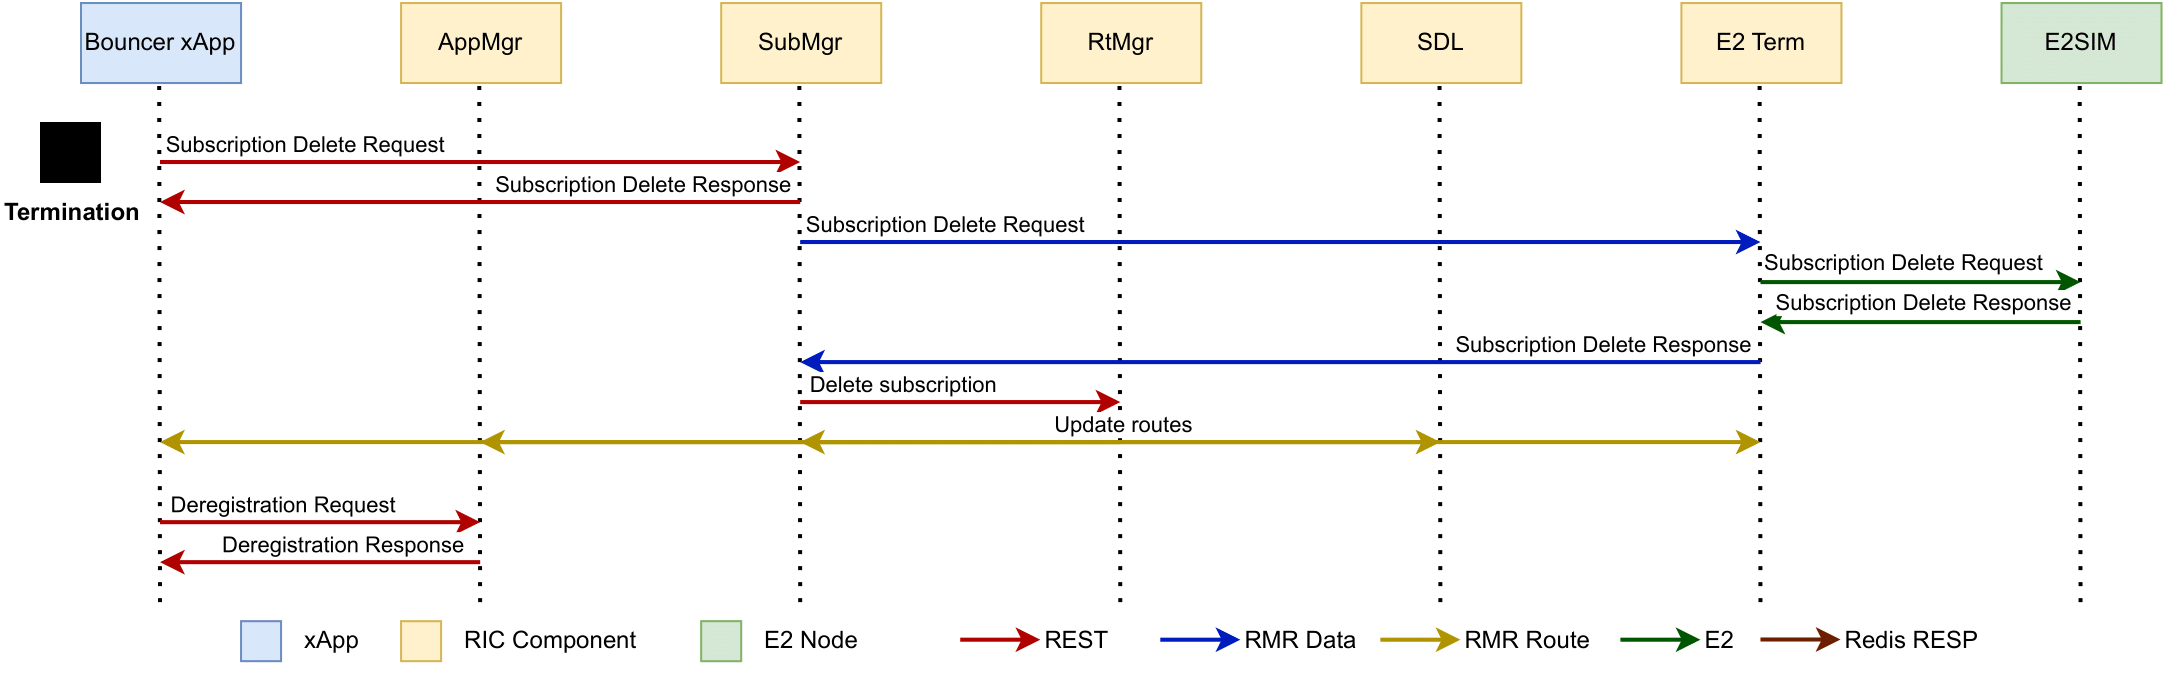 Bouncer xApp
AppMgr
SubMgr
RtMgr
SDL
E2 Term
E2SIM
Subscription Delete Request
Subscription Delete Response
Termination
Subscription Delete Request
Subscription Delete Request
Subscription Delete Response
Subscription Delete Response
Delete subscription
Update routes
Deregistration Request
Deregistration Response
xApp
RIC Component
E2 Node
REST
RMR Data
RMR Route
E2
Redis RESP